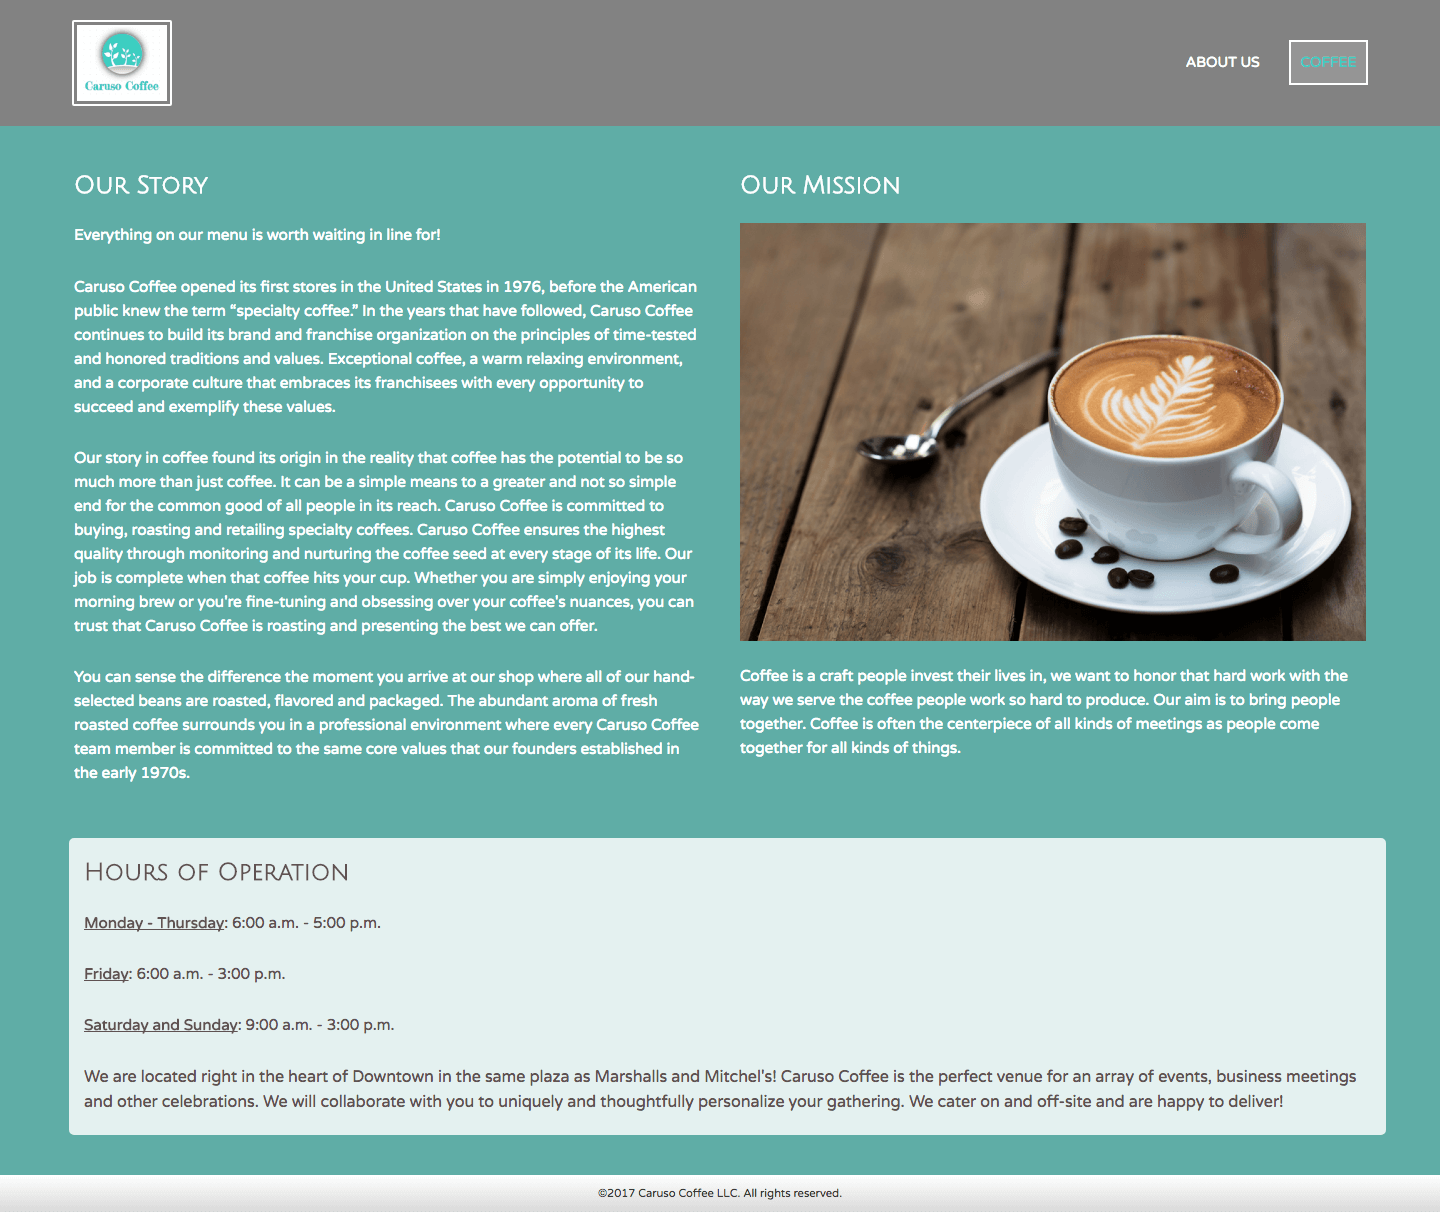 Caruso Coffee
ABOUT US
COFFEE
Our Story
Everything on our menu is worth waiting in line for!
Caruso Coffee opened its first stores in the United States in 1976, before the American
public knew the term “specialty coffee.” In the years that have followed, Caruso Coffee
continues to build its brand and franchise organization on the principles of time-tested
and honored traditions and values. Exceptional coffee, a warm relaxing environment,
and a corporate culture that embraces its franchisees with every opportunity to
succeed and exemplify these values.
Our story in coffee found its origin in the reality that coffee has the potential to be so
much more than just coffee. It can be a simple means to a greater and not so simple
end for the common good of all people in its reach. Caruso Coffee is committed to
buying, roasting and retailing specialty coffees. Caruso Coffee ensures the highest
quality through monitoring and nurturing the coffee seed at every stage of its life. Our
job is complete when that coffee hits your cup. Whether you are simply enjoying your
morning brew or you're fine-tuning and obsessing over your coffee's nuances, you can
trust that Caruso Coffee is roasting and presenting the best we can offer.
You can sense the difference the moment you arrive at our shop where all of our hand-
selected beans are roasted, flavored and packaged. The abundant aroma of fresh
roasted coffee surrounds you in a professional environment where every Caruso Coffee
team member is committed to the same core values that our founders established in
the early 1970s.
Our Mission
Coffee is a craft people invest their lives in, we want to honor that hard work with the
way we serve the coffee people work so hard to produce. Our aim is to bring people
together. Coffee is often the centerpiece of all kinds of meetings as people come
together for all kinds of things.
Hours of Operation
Monday - Thursday: 6:00 a.m. - 5:00 p.m.
Friday: 6:00 a.m. - 3:00 p.m.
Saturday and Sunday: 9:00 a.m. - 3:00 p.m.
We are located right in the heart of Downtown in the same plaza as Marshalls and Mitchel's! Caruso Coffee is the perfect venue for an array of events, business meetings
and other celebrations. We will collaborate with you to uniquely and thoughtfully personalize your gathering. We cater on and off-site and are happy to deliver!
©2017 Caruso Coffee LLC. All rights reserved.